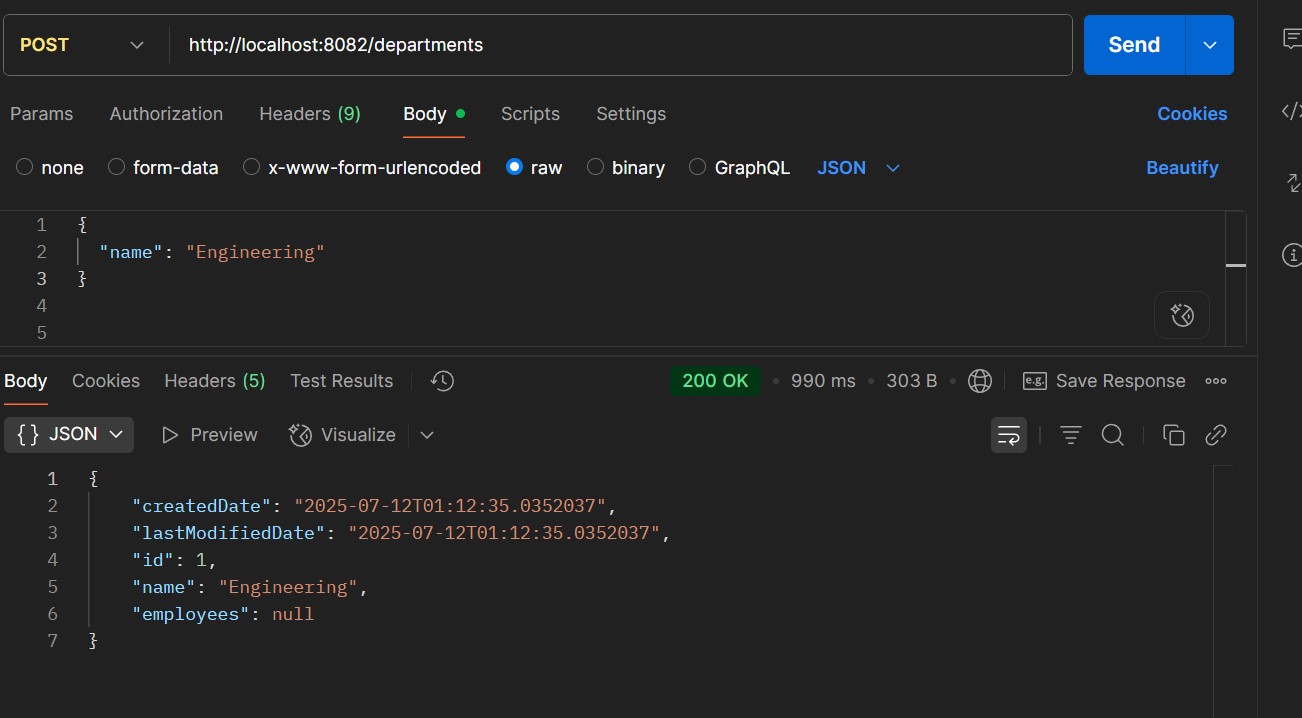 POST http://localhost:8082/departments Send
Params Authorization Headers (9) Body Scripts Settings Cookies
none form-data x-www-form-urlencoded raw binary GraphQL JSON Beautify
1 {
2 "name": "Engineering"
3 }
4
5
Body Cookies Headers (5) Test Results 200 OK • 990 ms • 303 B • e.g. Save Response
{} JSON Preview Visualize
1 {
2 "createdDate": "2025-07-12T01:12:35.0352037",
3 "lastModifiedDate": "2025-07-12T01:12:35.0352037",
4 "id": 1,
5 "name": "Engineering",
6 "employees": null
7 }